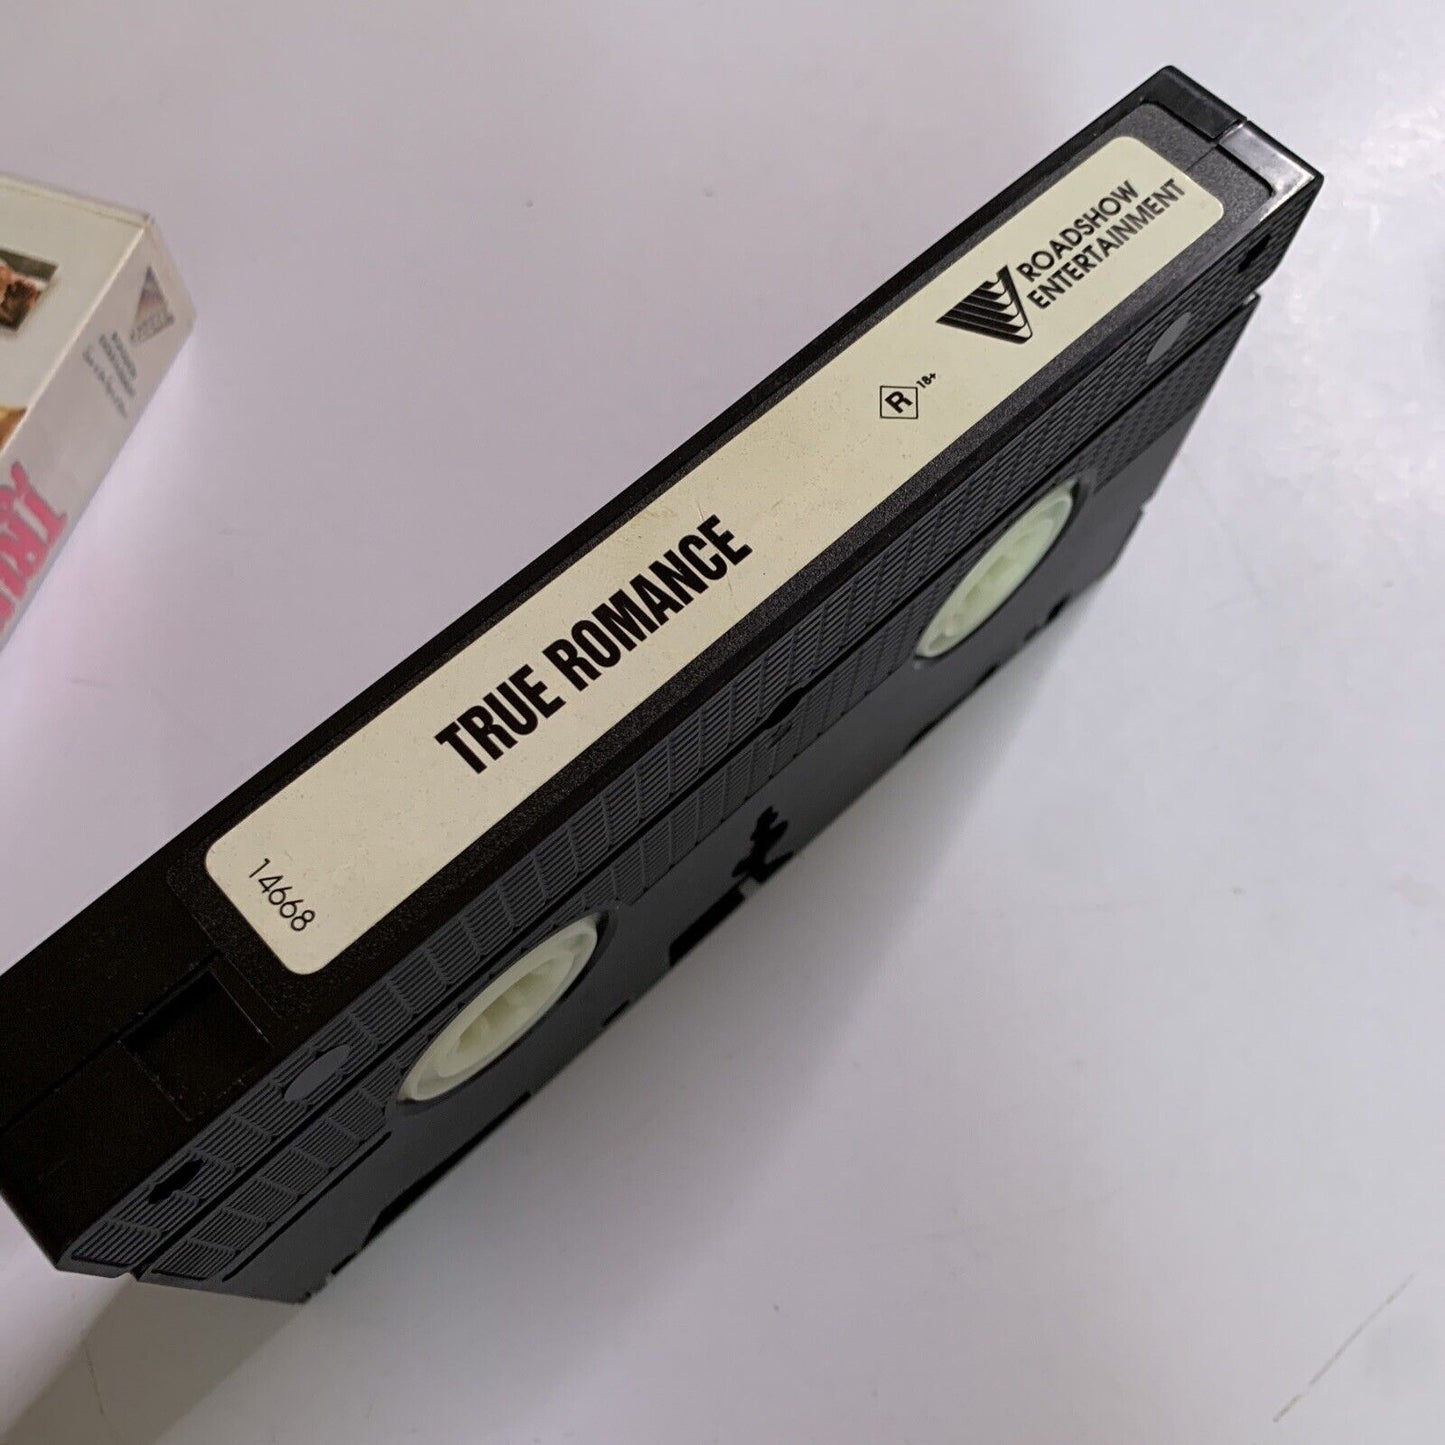 14668
TRUE ROMANCE
R 18+
ROADSHOW
ENTERTAINMENT